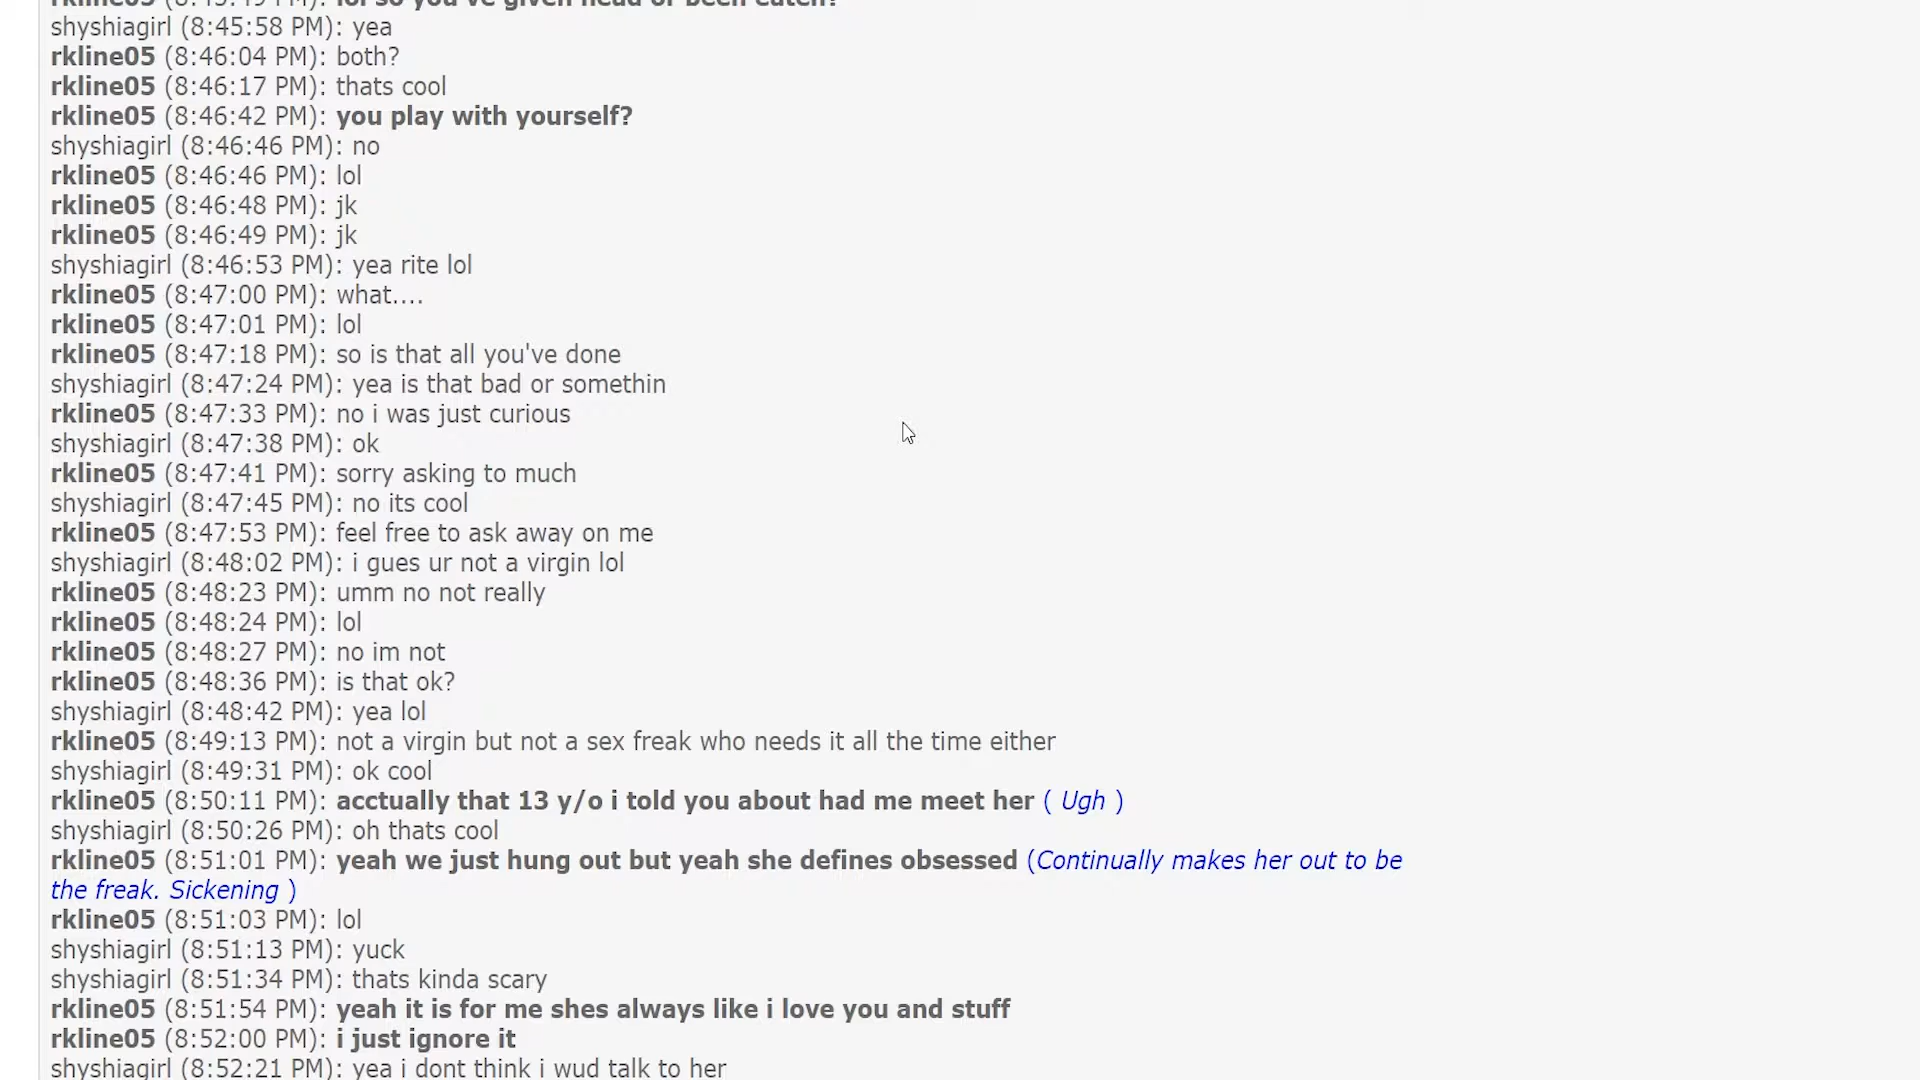 shyshiagirl (8:45:58 PM): yea
rkline05 (8:46:04 PM): both?
rkline05 (8:46:17 PM): thats cool
rkline05 (8:46:42 PM): you play with yourself?
shyshiagirl (8:46:46 PM): no
rkline05 (8:46:46 PM): lol
rkline05 (8:46:48 PM): jk
rkline05 (8:46:49 PM): jk
shyshiagirl (8:46:53 PM): yea rite lol
rkline05 (8:47:00 PM): what....
rkline05 (8:47:01 PM): lol
rkline05 (8:47:18 PM): so is that all you've done
shyshiagirl (8:47:24 PM): yea is that bad or somethin
rkline05 (8:47:33 PM): no i was just curious
shyshiagirl (8:47:38 PM): ok
rkline05 (8:47:41 PM): sorry asking to much
shyshiagirl (8:47:45 PM): no its cool
rkline05 (8:47:53 PM): feel free to ask away on me
shyshiagirl (8:48:02 PM): i gues ur not a virgin lol
rkline05 (8:48:23 PM): umm no not really
rkline05 (8:48:24 PM): lol
rkline05 (8:48:27 PM): no im not
rkline05 (8:48:36 PM): is that ok?
shyshiagirl (8:48:42 PM): yea lol
rkline05 (8:49:13 PM): not a virgin but not a sex freak who needs it all the time either
shyshiagirl (8:49:31 PM): ok cool
rkline05 (8:50:11 PM): acctually that 13 y/o i told you about had me meet her ( Ugh )
shyshiagirl (8:50:26 PM): oh thats cool
rkline05 (8:51:01 PM): yeah we just hung out but yeah she defines obsessed (Continually makes her out to be
the freak. Sickening )
rkline05 (8:51:03 PM): lol
shyshiagirl (8:51:13 PM): yuck
shyshiagirl (8:51:34 PM): thats kinda scary
rkline05 (8:51:54 PM): yeah it is for me shes always like i love you and stuff
rkline05 (8:52:00 PM): i just ignore it
shyshiagirl (8:52:21 PM): yea i dont think i wud talk to her